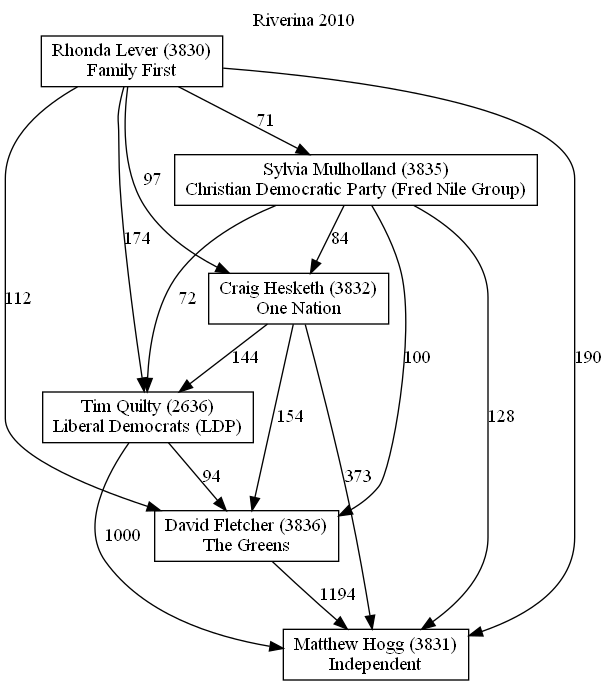 Riverina 2010
Rhonda Lever (3830)
Family First
71
Sylvia Mulholland (3835)
Christian Democratic Party (Fred Nile Group)
97
174
84
112
72
Craig Hesketh (3832)
One Nation
144
100
190
Tim Quilty (2636)
Liberal Democrats (LDP)
154
128
94
373
David Fletcher (3836)
The Greens
1000
1194
Matthew Hogg (3831)
Independent